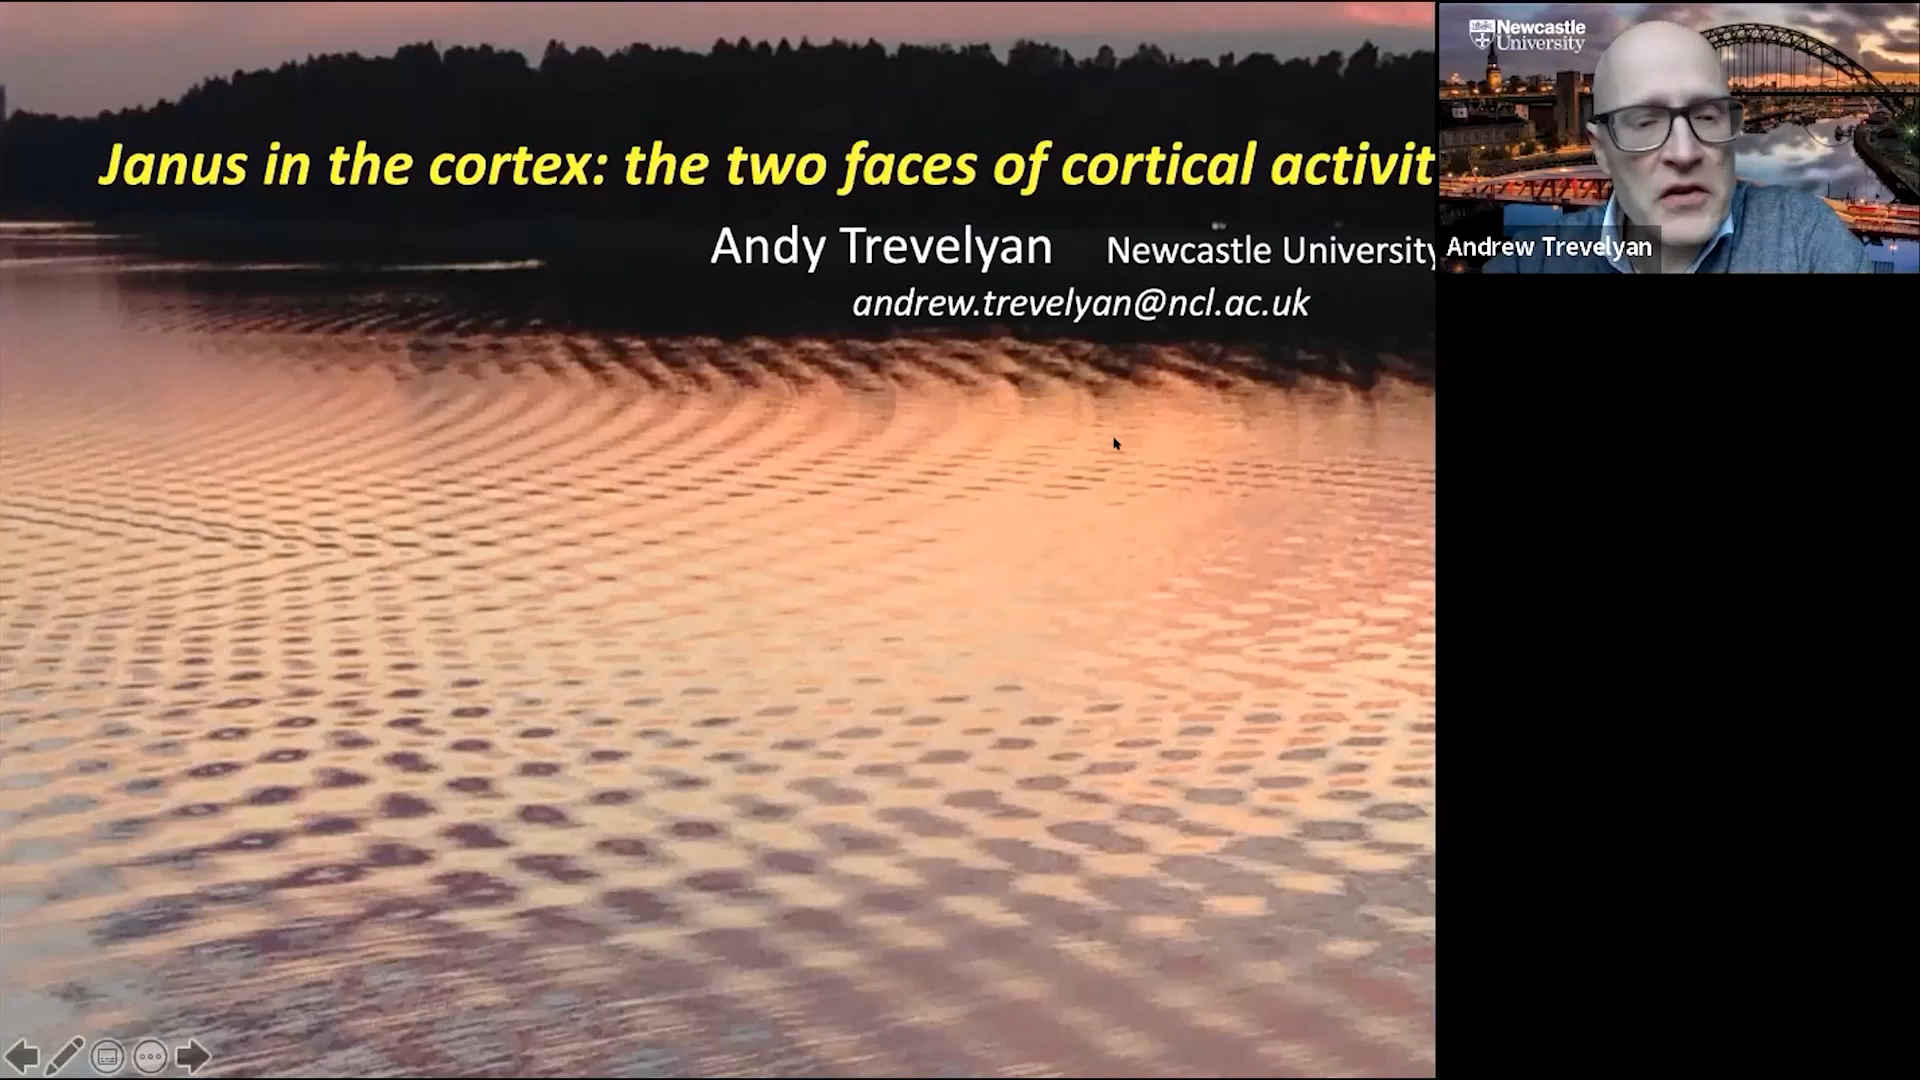 Janus in the cortex: the two faces of cortical activit
Andy Trevelyan Newcastle University
andrew.trevelyan@ncl.ac.uk
Newcastle
University
Andrew Trevelyan